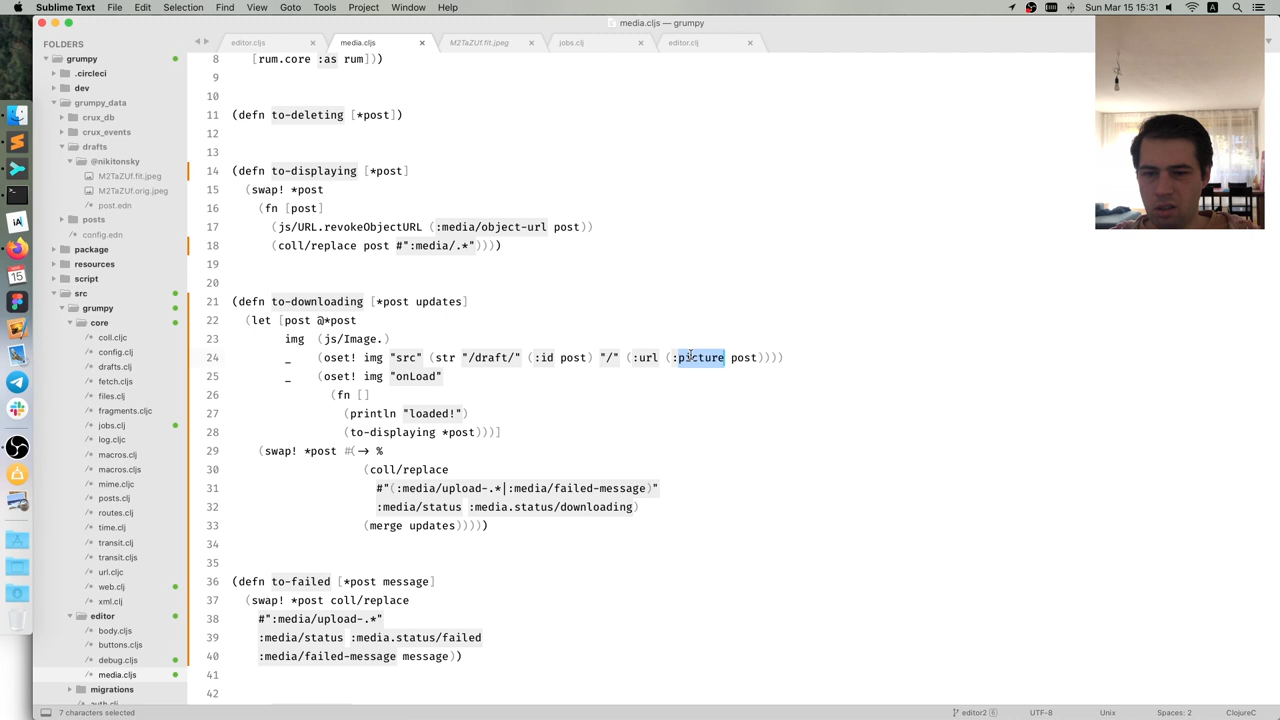 Sublime Text File Edit Selection Find View Goto Tools Project Window Help
Sun Mar 15 15:31
media.cljs — grumpy
editor.cljs
media.cljs
M2TaZUf.fit.jpeg
jobs.clj
editor.clj
FOLDERS
grumpy
.circleci
dev
grumpy_data
crux_db
crux_events
drafts
@nikitonsky
M2TaZUf.fit.jpeg
M2TaZUf.orig.jpeg
post.edn
posts
config.edn
package
resources
script
src
grumpy
core
coll.cljc
config.clj
drafts.clj
fetch.cljs
files.clj
fragments.cljc
jobs.clj
log.cljc
macros.clj
macros.cljs
mime.cljc
posts.clj
routes.clj
time.clj
transit.clj
transit.cljs
url.cljc
web.clj
xml.clj
editor
body.cljs
buttons.cljs
debug.cljs
media.cljs
migrations
auth.clj
8 [rum.core :as rum]))
9
10
11 (defn to-deleting [*post])
12
13
14 (defn to-displaying [*post]
15 (swap! *post
16 (fn [post]
17 (js/URL.revokeObjectURL (:media/object-url post))
18 (coll/replace post #":media/.*"))))
19
20
21 (defn to-downloading [*post updates]
22 (let [post @*post
23 img (js/Image.)
24 _ (oset! img "src" (str "/draft/" (:id post) "/" (:url (:picture post))))
25 _ (oset! img "onLoad"
26 (fn []
27 (println "loaded!")
28 (to-displaying *post)))]
29 (swap! *post #(-> %
30 (coll/replace
31 #"(:media/upload-.*|:media/failed-message)"
32 :media/status :media.status/downloading)
33 (merge updates)))))
34
35
36 (defn to-failed [*post message]
37 (swap! *post coll/replace
38 #":media/upload-.*"
39 :media/status :media.status/failed
40 :media/failed-message message))
41
42
7 characters selected
editor2 6
UTF-8
Unix
Spaces: 2
ClojureC